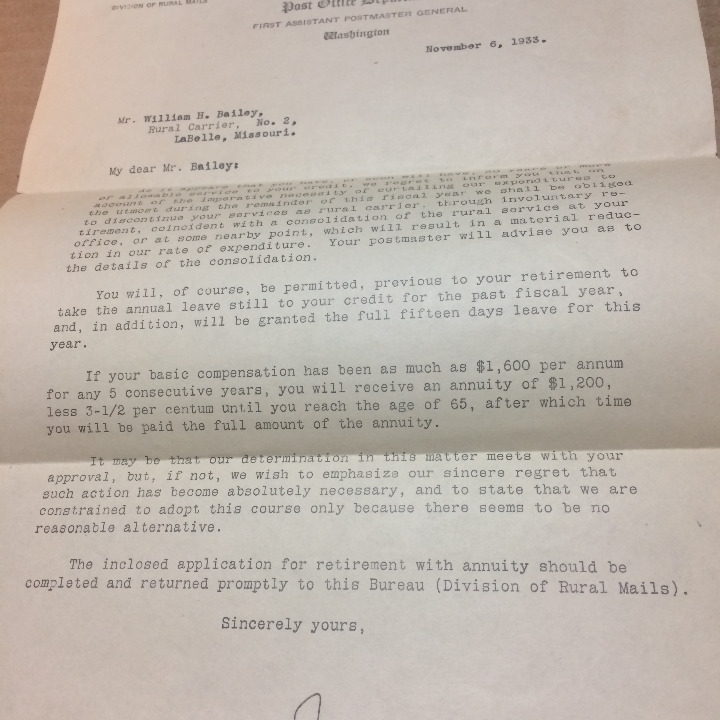 DIVISION OF RURAL MAILS
Post Office
FIRST ASSISTANT POSTMASTER GENERAL
Washington
November 6, 1933.
Mr. William H. Bailey,
Rural Carrier, No. 2,
LaBelle, Missouri.
My dear Mr. Bailey:
As it appears that you have, or soon will have, 30 years or more
of allowable service to your credit, we regret to inform you that on
account of the imperative necessity of curtailing our expenditures to
the utmost during the remainder of this fiscal year we shall be obliged
to discontinue your services as rural carrier, through involuntary re-
tirement, coincident with a consolidation of the rural service at your
office, or at some nearby point, which will result in a material reduc-
tion in our rate of expenditure. Your postmaster will advise you as to
the details of the consolidation.
You will, of course, be permitted, previous to your retirement to
take the annual leave still to your credit for the past fiscal year,
and, in addition, will be granted the full fifteen days leave for this
year.
If your basic compensation has been as much as $1,600 per annum
for any 5 consecutive years, you will receive an annuity of $1,200,
less 3-1/2 per centum until you reach the age of 65, after which time
you will be paid the full amount of the annuity.
It may be that our determination in this matter meets with your
approval, but, if not, we wish to emphasize our sincere regret that
such action has become absolutely necessary, and to state that we are
constrained to adopt this course only because there seems to be no
reasonable alternative.
The inclosed application for retirement with annuity should be
completed and returned promptly to this Bureau (Division of Rural Mails).
Sincerely yours,